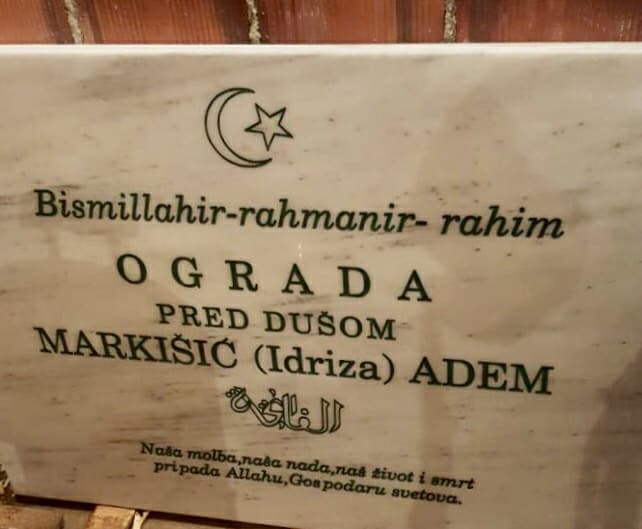 Bismillahir-rahmanir- rahim
OGRADA
PRED DUŠOM
MARKIŠIĆ (Idriza) ADEM
الفاتحة
Naša molba,naša nada,naš život i smrt
pripada Allahu,Gospodaru svetova.